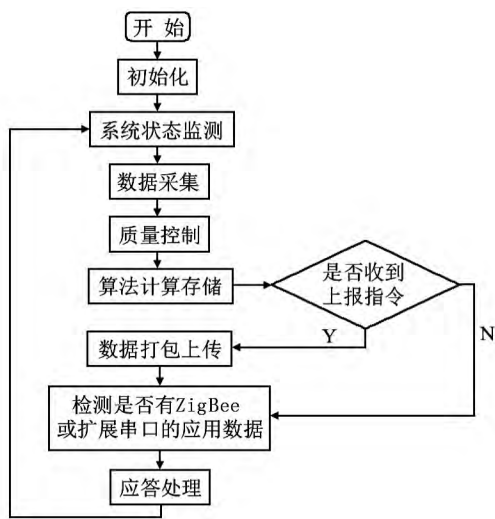 开 始
初始化
系统状态监测
数据采集
质量控制
算法计算存储
是否收到
上报指令
Y
N
数据打包上传
检测是否有ZigBee
或扩展串口的应用数据
应答处理